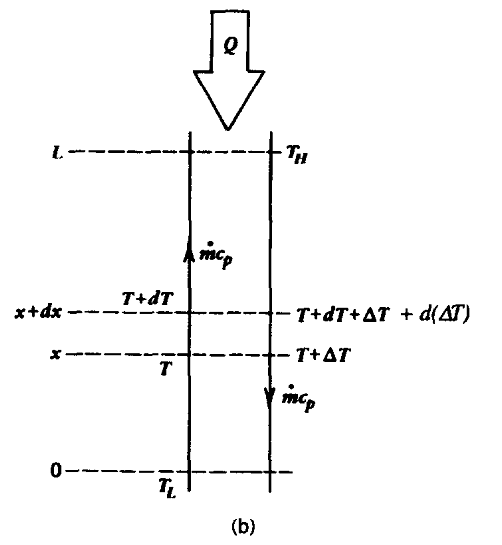 Q
L T_H
ṁc_p
T+dT
x+dx T+dT+ΔT + d(ΔT)
x T+ΔT
T
ṁc_p
0
T_L
(b)